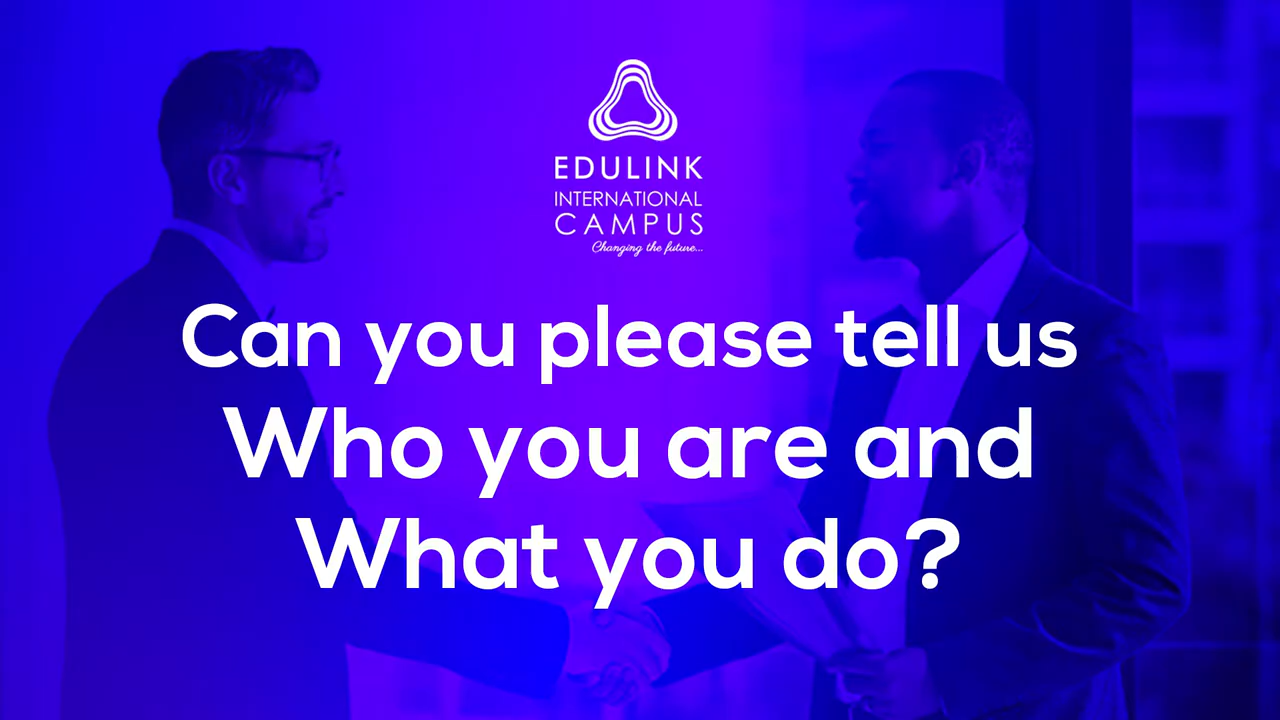 EDULINK
INTERNATIONAL
CAMPUS
Changing the future...
Can you please tell us
Who you are and
What you do?